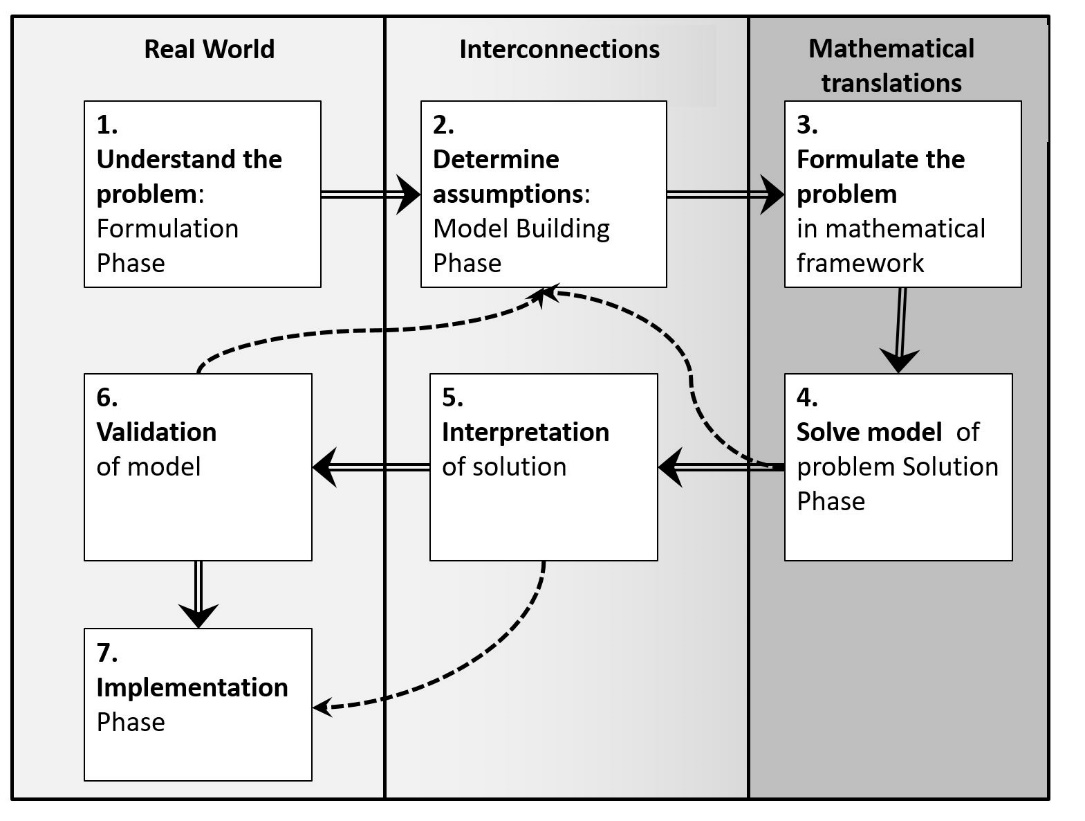 Real World
Interconnections
Mathematical
translations
1.
Understand the
problem:
Formulation
Phase
2.
Determine
assumptions:
Model Building
Phase
3.
Formulate the
problem
in mathematical
framework
6.
Validation
of model
5.
Interpretation
of solution
4.
Solve model of
problem Solution
Phase
7.
Implementation
Phase